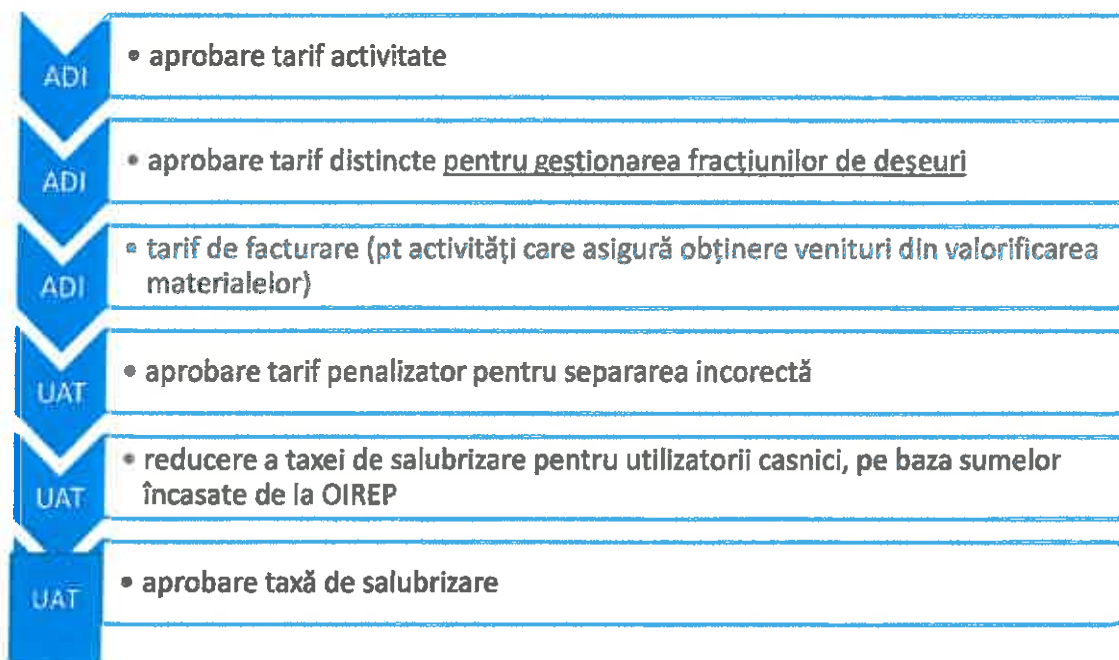 ADI
• aprobare tarif activitate
ADI
• aprobare tarif distincte pentru gestionarea fracțiunilor de deșeuri
ADI
• tarif de facturare (pt activități care asigură obținere venituri din valorificarea
materialelor)
UAT
• aprobare tarif penalizator pentru separarea incorectă
UAT
• reducere a taxei de salubrizare pentru utilizatorii casnici, pe baza sumelor
încasate de la OIREP
UAT
• aprobare taxă de salubrizare